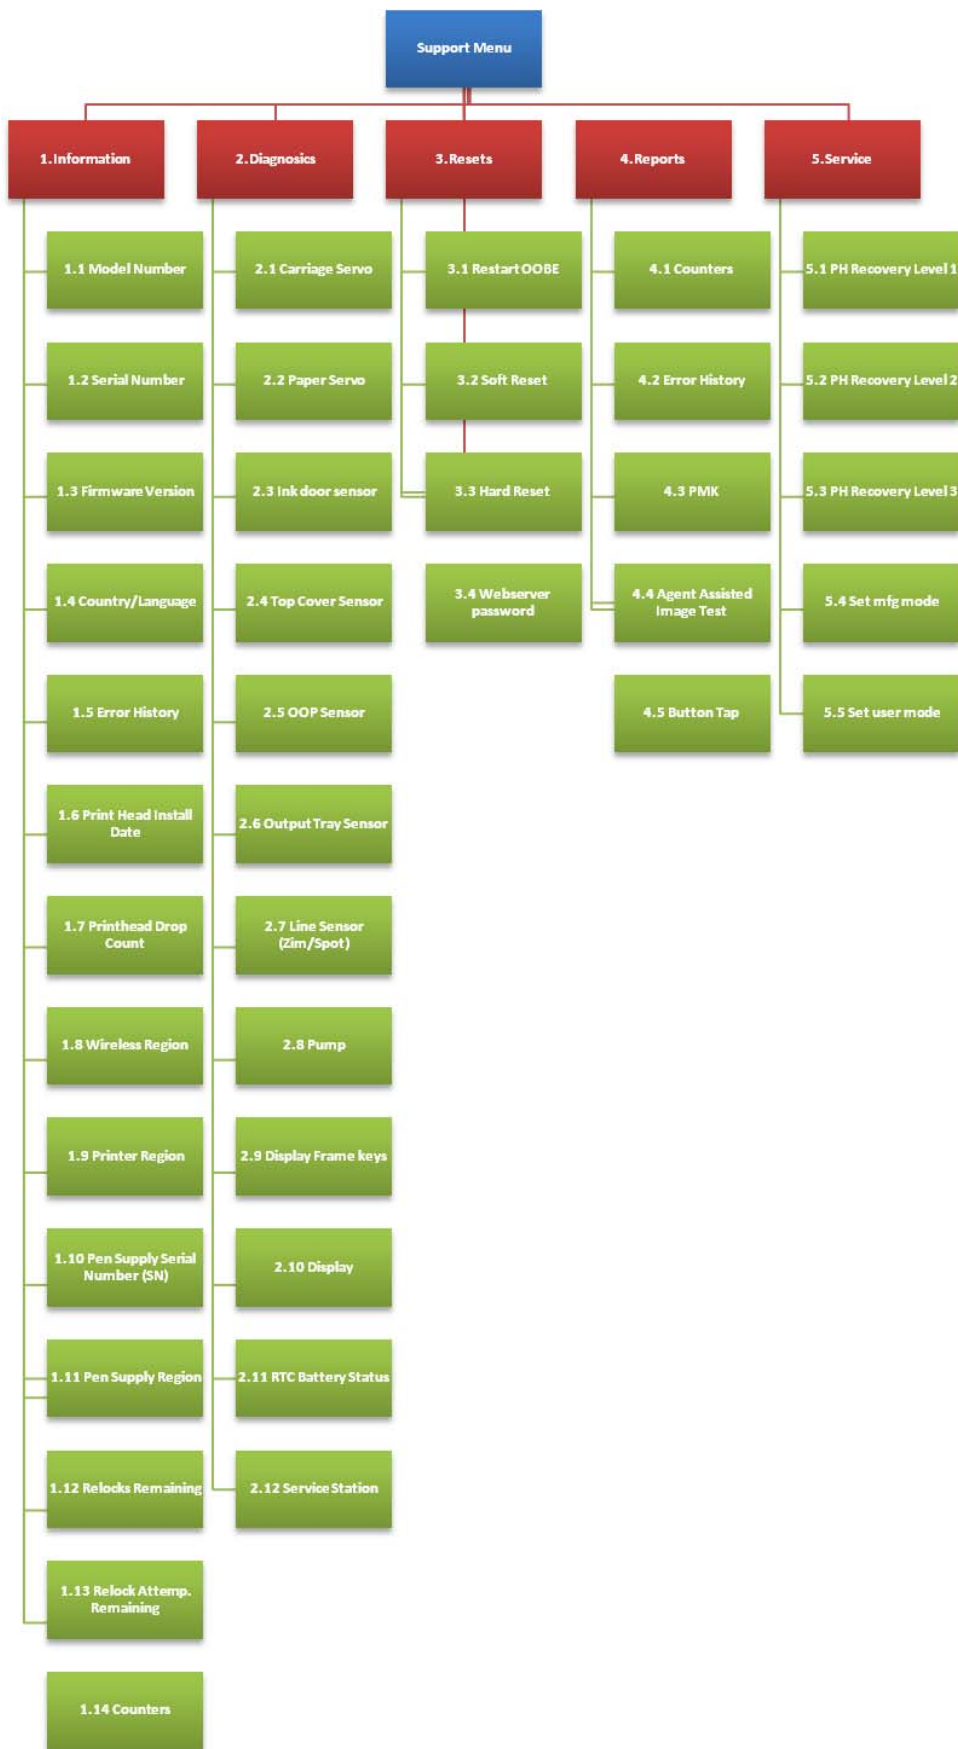 Support Menu
1.Information
2.Diagnosics
3.Resets
4.Reports
5.Service
1.1 Model Number
1.2 Serial Number
1.3 Firmware Version
1.4 Country/Language
1.5 Error History
1.6 Print Head Install
Date
1.7 Printhead Drop
Count
1.8 Wireless Region
1.9 Printer Region
1.10 Pen Supply Serial
Number (SN)
1.11 Pen Supply Region
1.12 Relocks Remaining
1.13 Relock Attemp.
Remaining
1.14 Counters
2.1 Carriage Servo
2.2 Paper Servo
2.3 Ink door sensor
2.4 Top Cover Sensor
2.5 OOP Sensor
2.6 Output Tray Sensor
2.7 Line Sensor
(Zim/Spot)
2.8 Pump
2.9 Display Frame keys
2.10 Display
2.11 RTC Battery Status
2.12 Service Station
3.1 Restart OOBE
3.2 Soft Reset
3.3 Hard Reset
3.4 Webserver
password
4.1 Counters
4.2 Error History
4.3 PMK
4.4 Agent Assisted
Image Test
4.5 Button Tap
5.1 PH Recovery Level 1
5.2 PH Recovery Level 2
5.3 PH Recovery Level 3
5.4 Set mfg mode
5.5 Set user mode